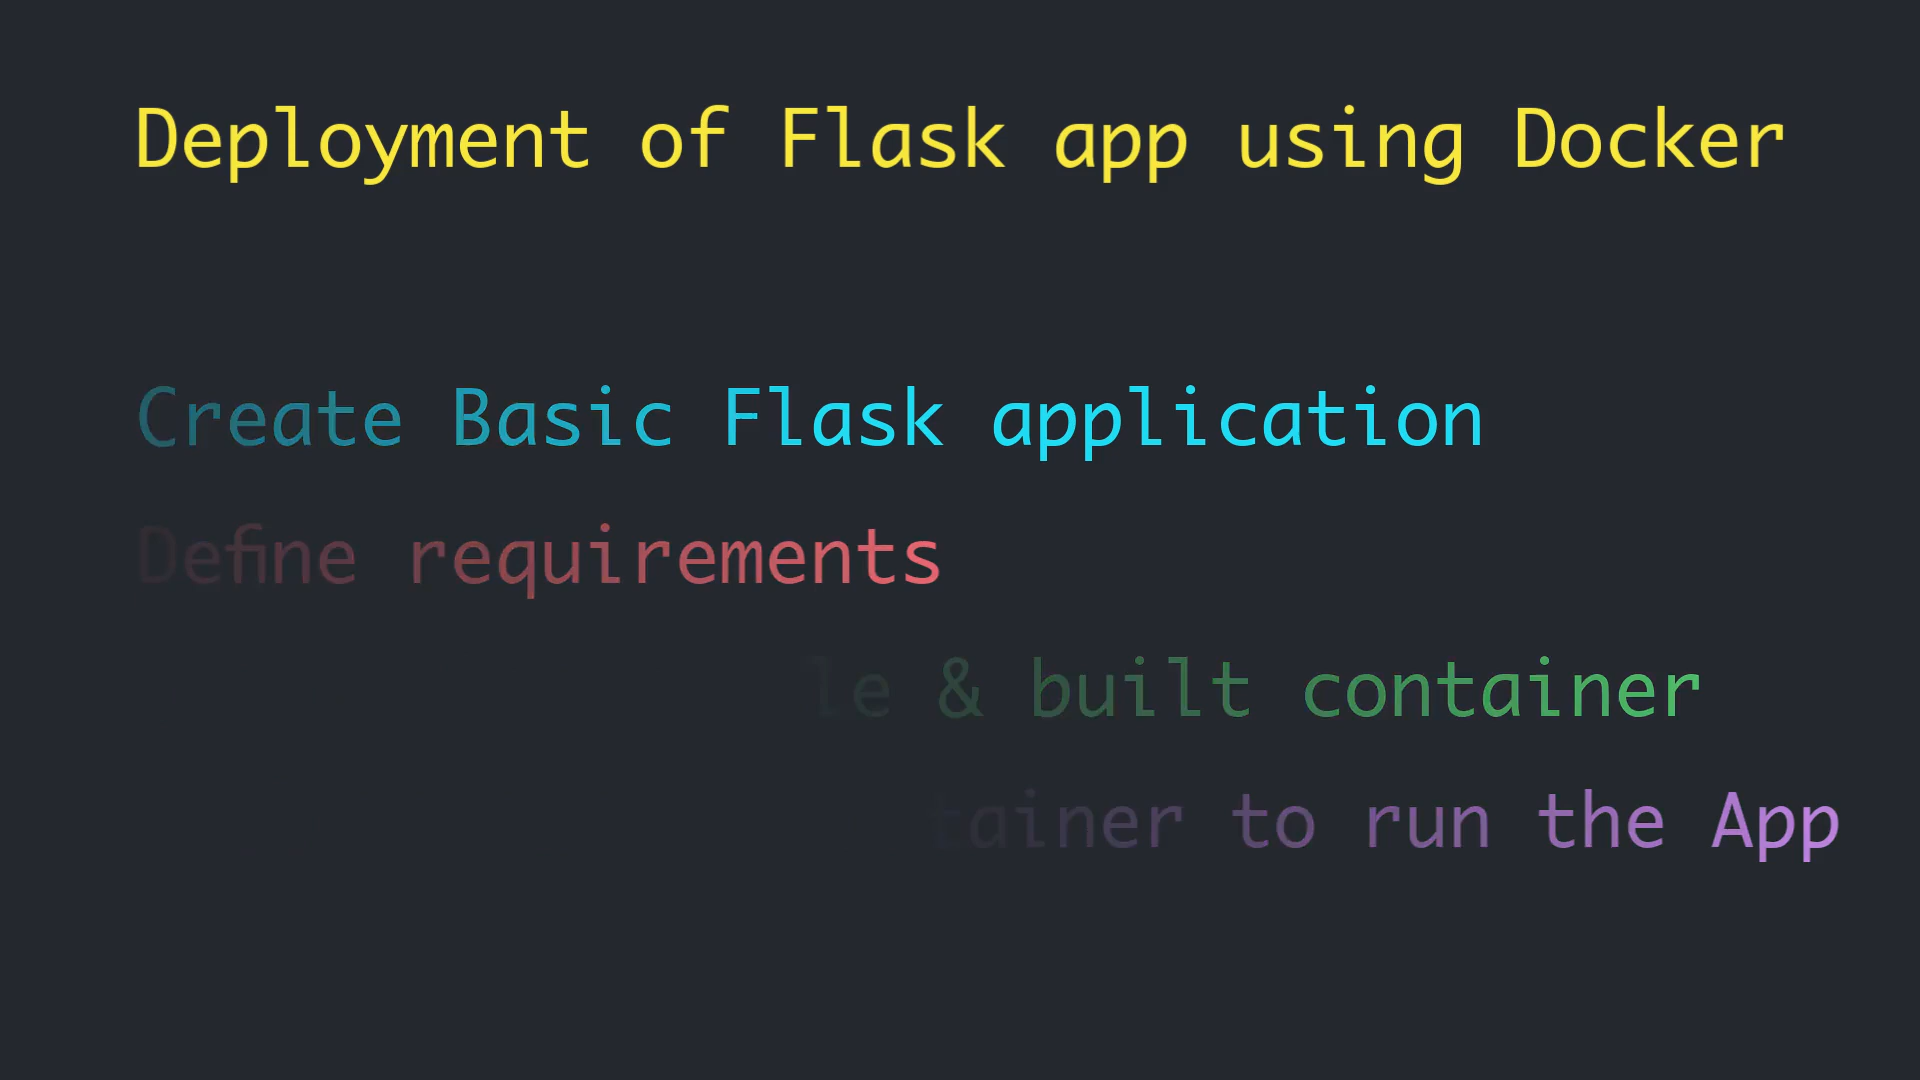 Deployment of Flask app using Docker
Create Basic Flask application
Define requirements
& built container
to run the App